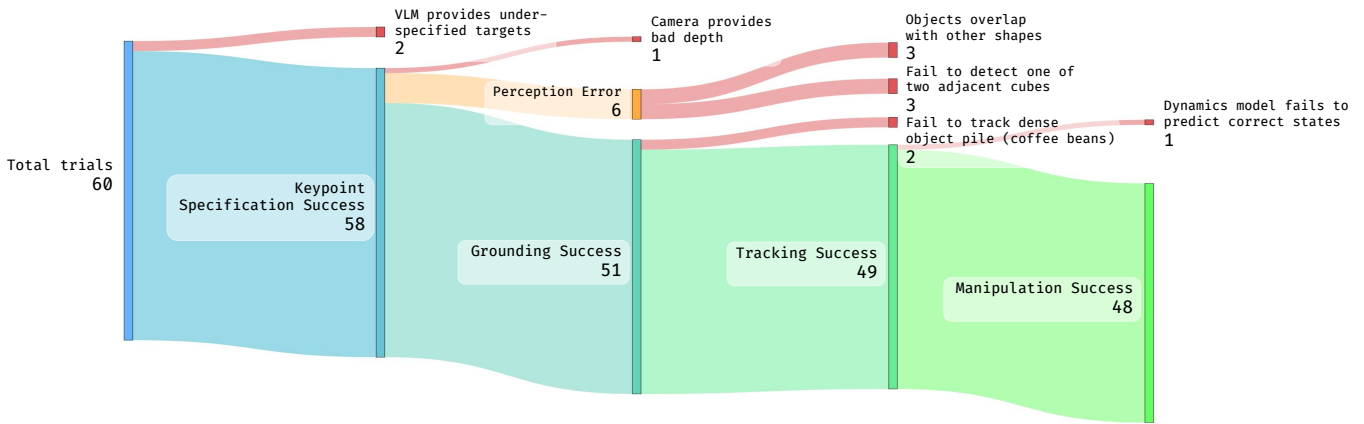 Total trials
60
VLM provides under-
specified targets
2
Keypoint
Specification Success
58
Camera provides
bad depth
1
Perception Error
6
Grounding Success
51
Objects overlap
with other shapes
3
Fail to detect one of
two adjacent cubes
3
Fail to track dense
object pile (coffee beans)
2
Tracking Success
49
Dynamics model fails to
predict correct states
1
Manipulation Success
48